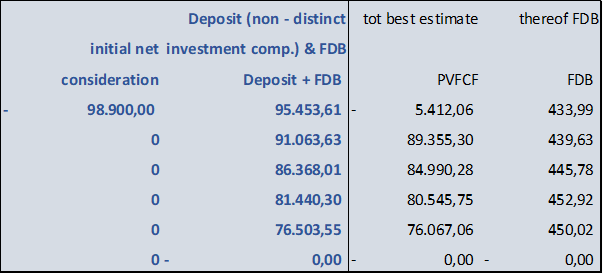 Deposit (non - distinct tot best estimate thereof FDB
initial net investment comp.) & FDB
consideration Deposit + FDB PVFCF FDB
- 98.900,00 95.453,61 - 5.412,06 433,99
0 91.063,63 89.355,30 439,63
0 86.368,01 84.990,28 445,78
0 81.440,30 80.545,75 452,92
0 76.503,55 76.067,06 450,02
0 - 0,00 - 0,00 - 0,00